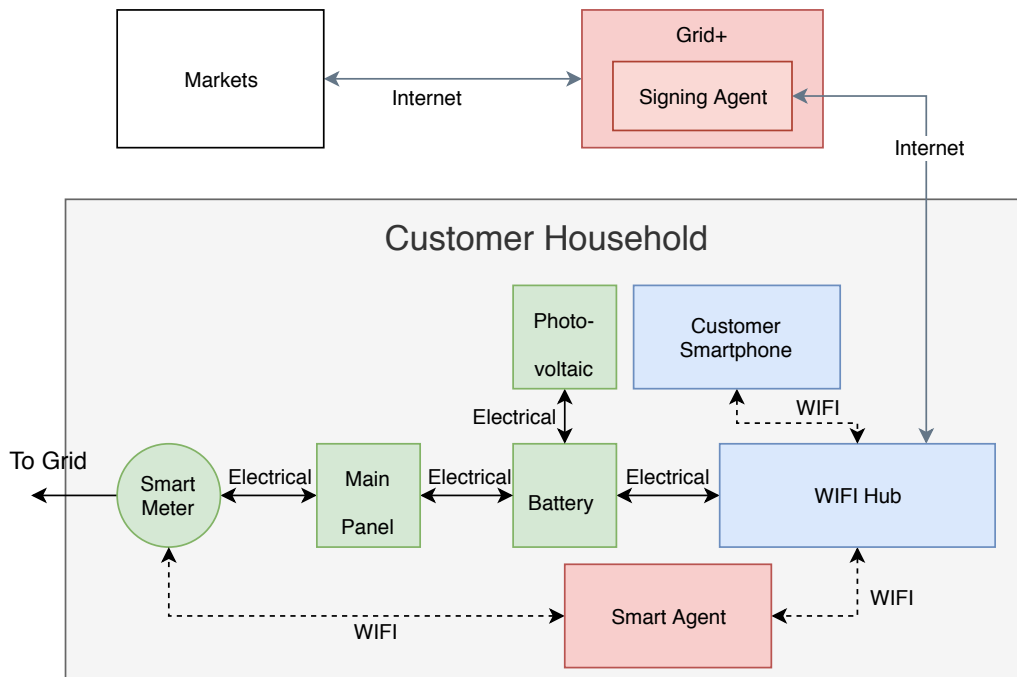 Grid+
Markets
Signing Agent
Internet
Internet
Customer Household
Photo-
voltaic
Customer
Smartphone
WIFI
Electrical
To Grid
Smart
Meter
Electrical
Main
Panel
Electrical
Battery
Electrical
WIFI Hub
WIFI
Smart Agent
WIFI